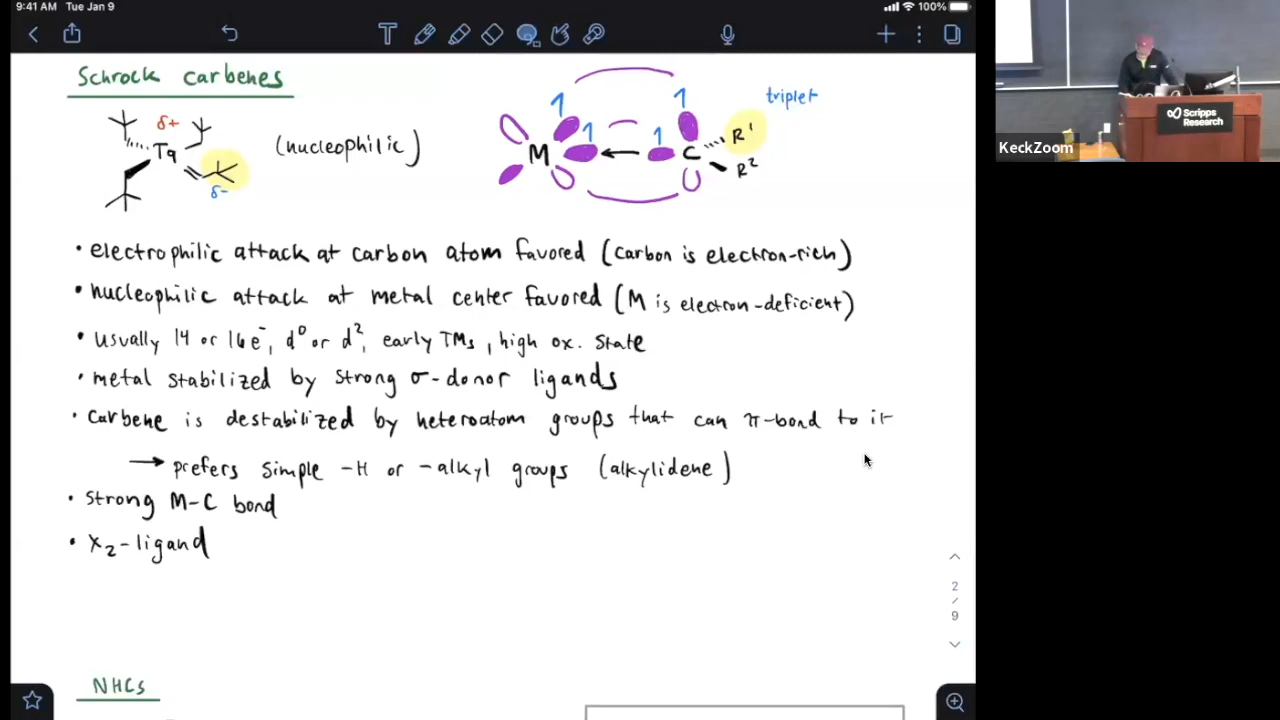 9:41 AM Tue Jan 9
100%
Schrock carbenes
δ+
Ta
δ-
(nucleophilic)
M
1
1
1
1
C
R¹
R²
triplet
• electrophilic attack at carbon atom favored (carbon is electron-rich)
• nucleophilic attack at metal center favored (M is electron-deficient)
• usually 14 or 16e⁻, d⁰ or d², early TMs, high ox. state
• metal stabilized by strong σ-donor ligands
• carbene is destabilized by heteroatom groups that can π-bond to it
→ prefers simple -H or -alkyl groups (alkylidene)
• strong M-C bond
• X₂-ligand
2
/
9
NHCs
Scripps Research
KeckZoom